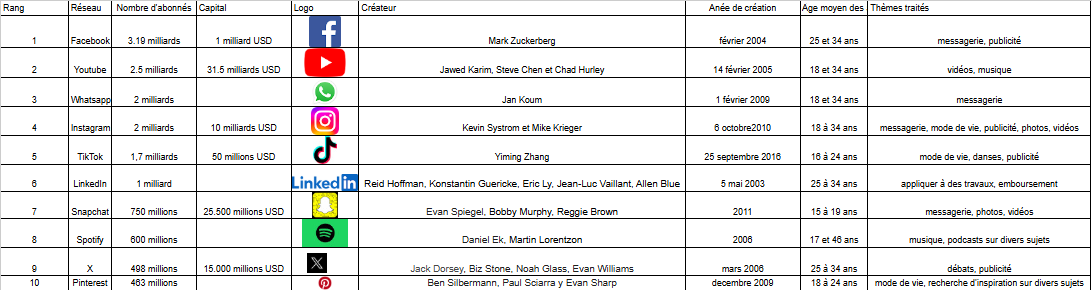 Rang Réseau Nombre d'abonnés Capital Logo Créateur Anée de création Age moyen des Thèmes traités
1 Facebook 3.19 milliards 1 milliard USD Mark Zuckerberg février 2004 25 et 34 ans messagerie, publicité
2 Youtube 2.5 milliards 31.5 milliards USD Jawed Karim, Steve Chen et Chad Hurley 14 février 2005 18 et 34 ans vidéos, musique
3 Whatsapp 2 milliards Jan Koum 1 février 2009 18 et 34 ans messagerie
4 Instagram 2 milliards 10 milliards USD Kevin Systrom et Mike Krieger 6 octobre2010 18 à 34 ans messagerie, mode de vie, publicité, photos, vidéos
5 TikTok 1,7 milliards 50 millions USD Yiming Zhang 25 septembre 2016 16 à 24 ans mode de vie, danses, publicité
6 LinkedIn 1 milliard Linkedin Reid Hoffman, Konstantin Guericke, Eric Ly, Jean-Luc Vaillant, Allen Blue 5 mai 2003 25 à 34 ans appliquer à des travaux, emboursement
7 Snapchat 750 millions 25.500 millions USD Evan Spiegel, Bobby Murphy, Reggie Brown 2011 15 à 19 ans messagerie, photos, vidéos
8 Spotify 600 millions Daniel Ek, Martin Lorentzon 2006 17 et 46 ans musique, podcasts sur divers sujets
9 X 498 millions 15.000 millions USD X Jack Dorsey, Biz Stone, Noah Glass, Evan Williams mars 2006 25 à 34 ans débats, publicité
10 Pinterest 463 millions Ben Silbermann, Paul Sciarra y Evan Sharp decembre 2009 18 à 24 ans mode de vie, recherche d'inspiration sur divers sujets